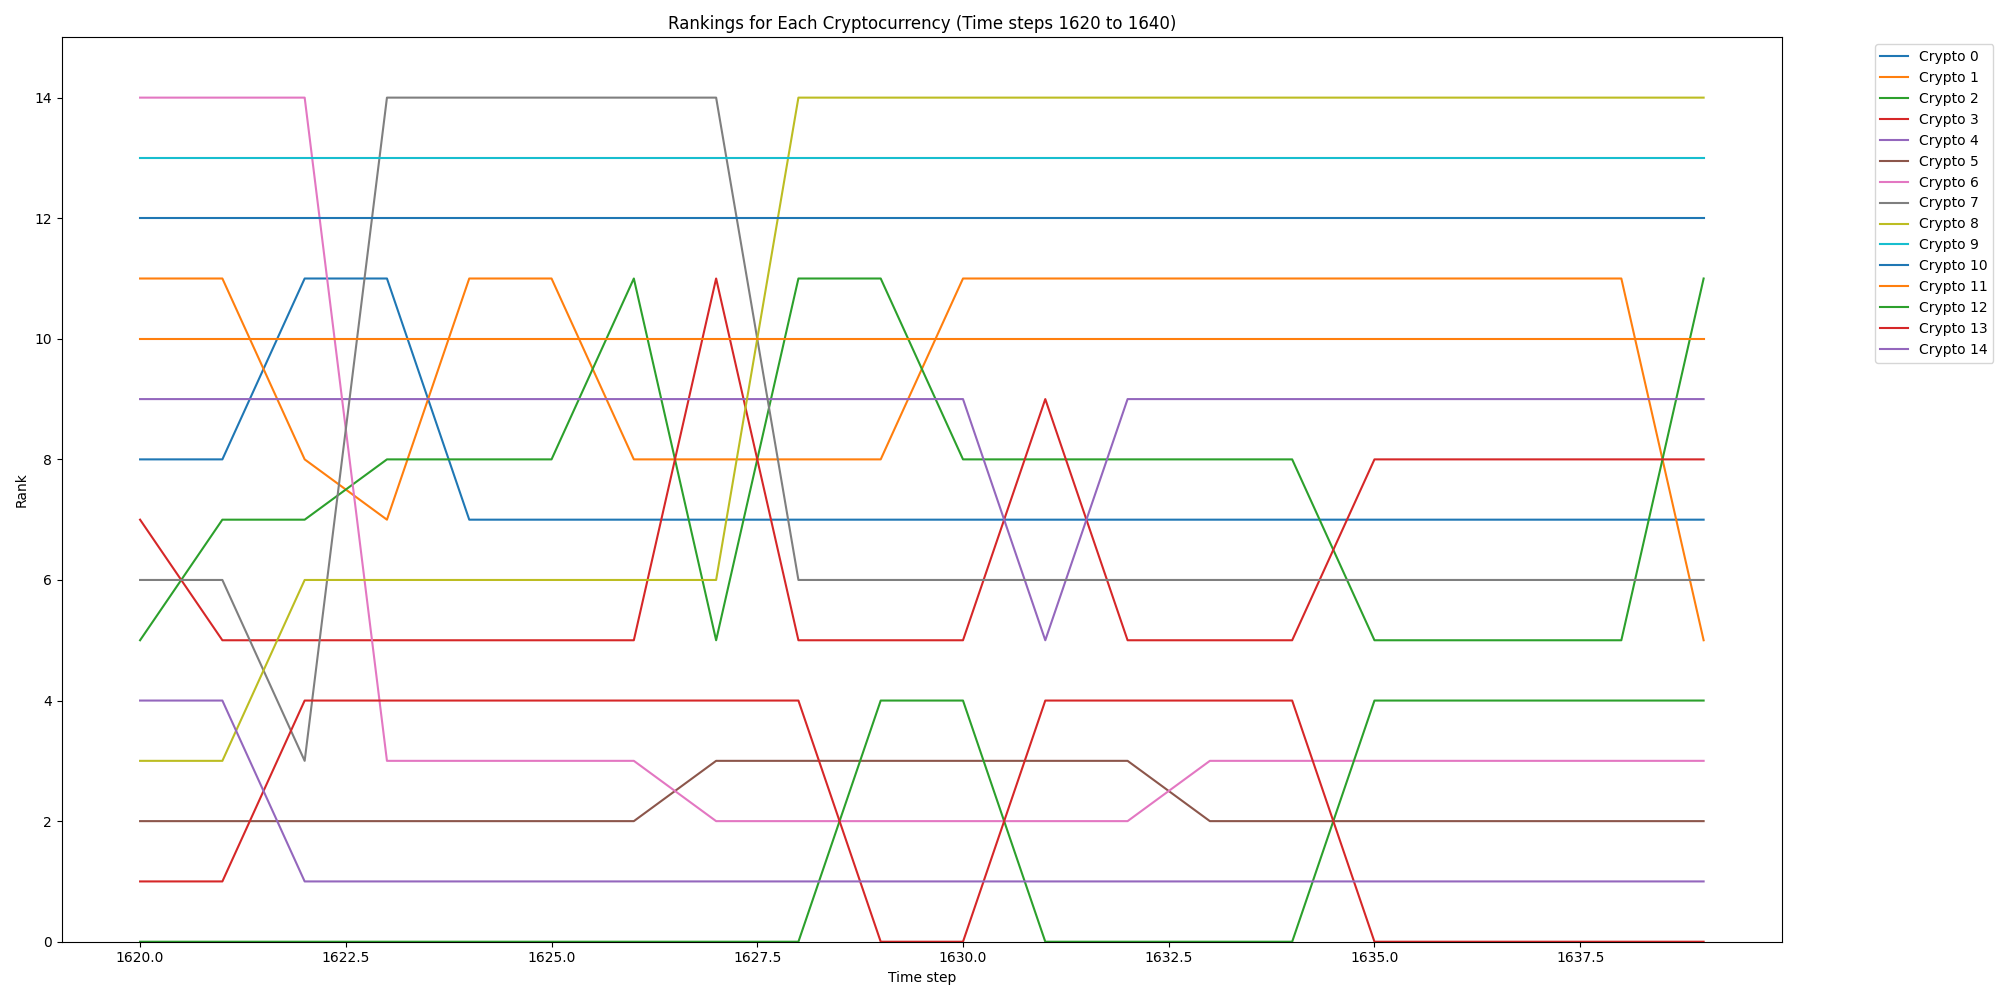 Rankings for Each Cryptocurrency (Time steps 1620 to 1640)
Rank
14
12
10
8
6
4
2
0
1620.0 1622.5 1625.0 1627.5 1630.0 1632.5 1635.0 1637.5
Time step
Crypto 0
Crypto 1
Crypto 2
Crypto 3
Crypto 4
Crypto 5
Crypto 6
Crypto 7
Crypto 8
Crypto 9
Crypto 10
Crypto 11
Crypto 12
Crypto 13
Crypto 14